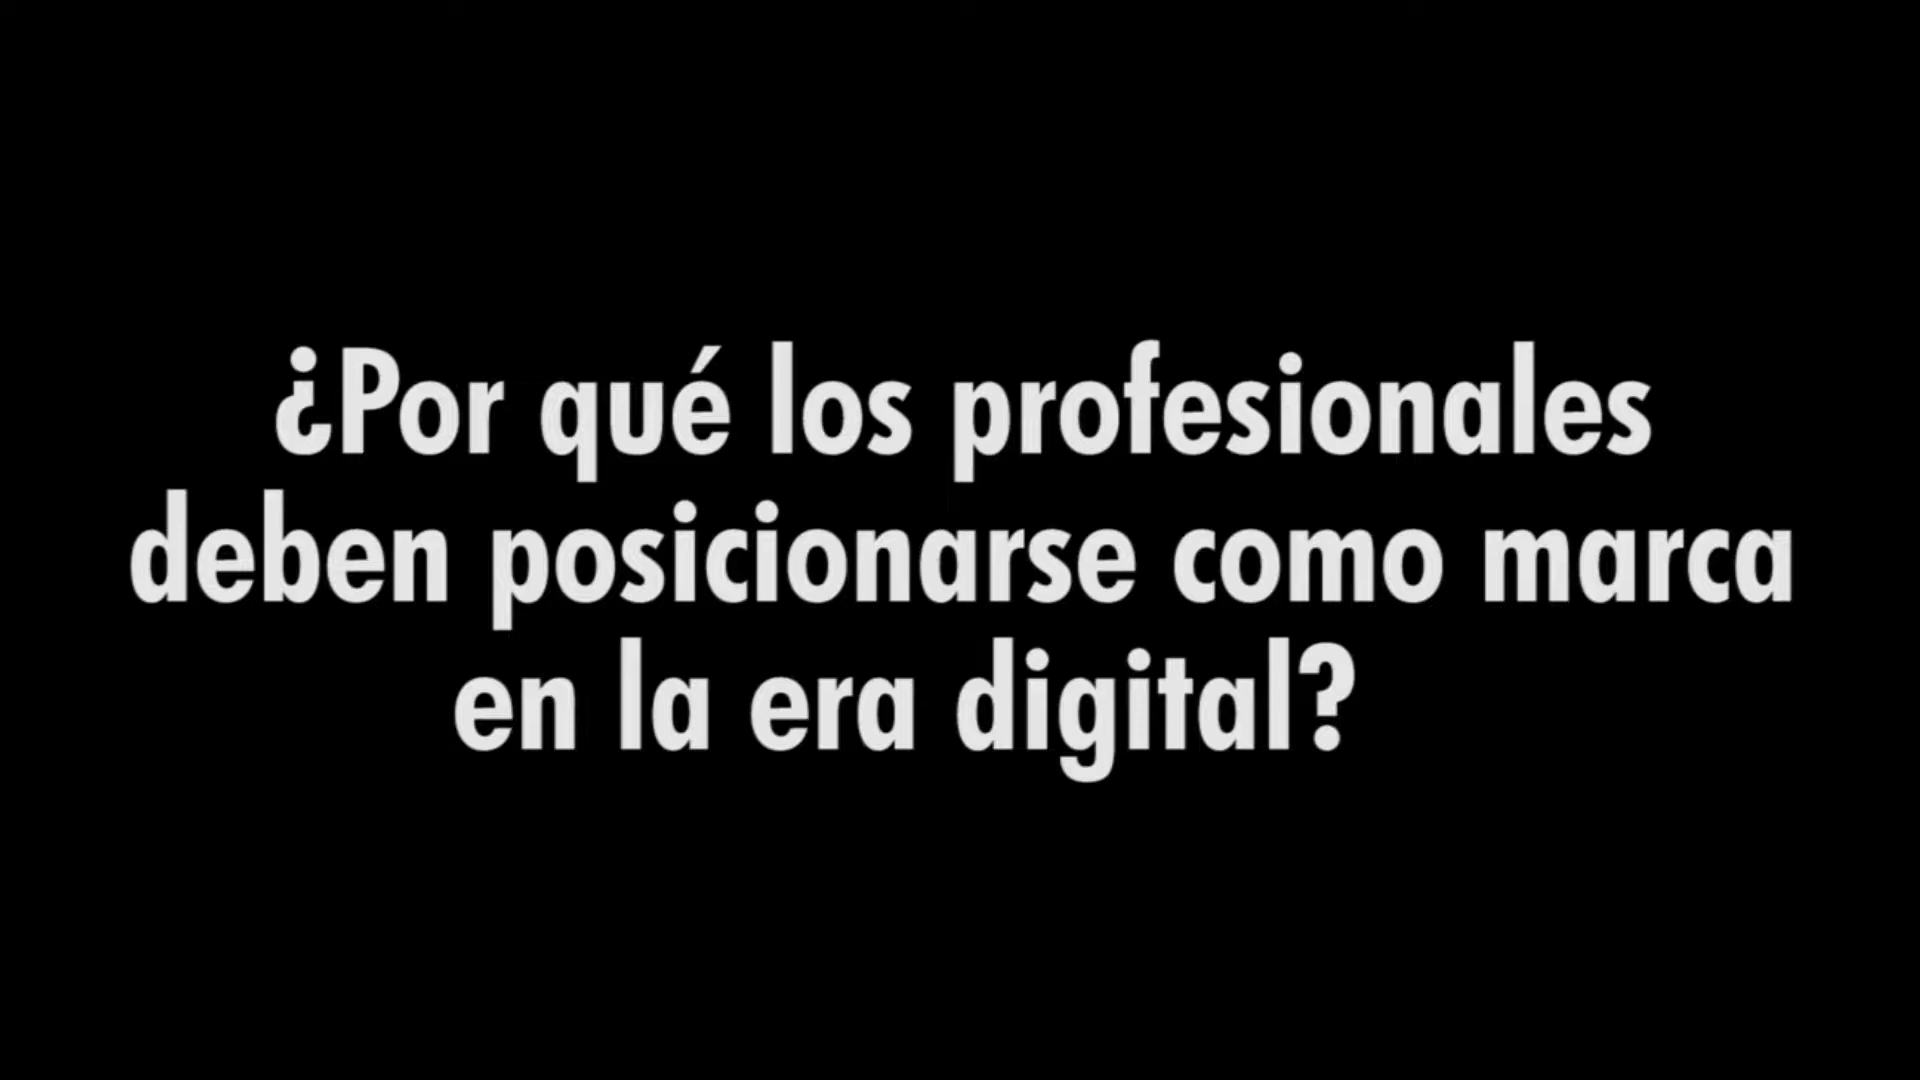 ¿Por qué los profesionales
deben posicionarse como marca
en la era digital?